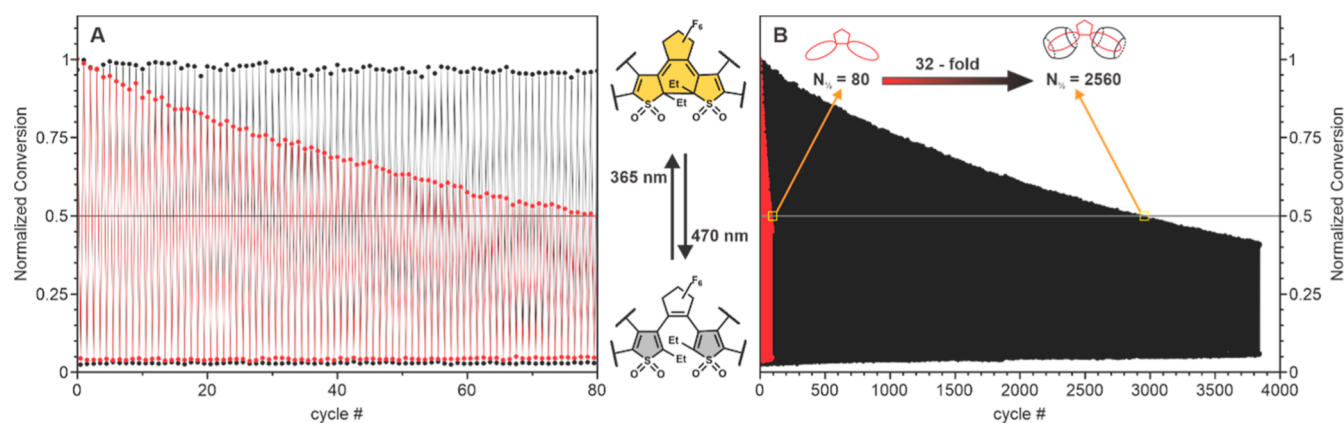 A
Normalized Conversion
1
0.75
0.5
0.25
0
0
20
40
60
80
cycle #
F₆
Et
Et
S
S
O
O
O
O
365 nm
470 nm
F₆
Et
Et
S
S
O
O
O
O
B
32 - fold
N½ = 80
N½ = 2560
1
0.75
0.5
0.25
0
Normalized Conversion
0
500
1000
1500
2000
2500
3000
3500
4000
cycle #